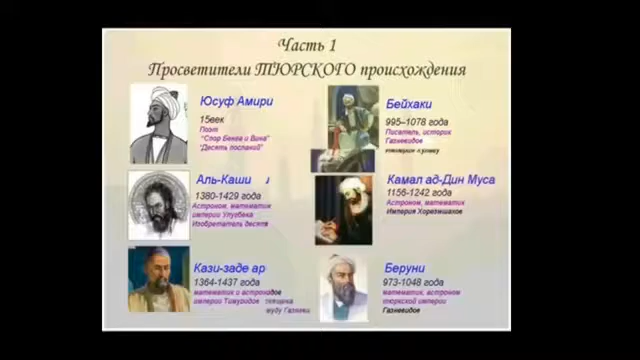 Часть 1
Просветители ТЮРСКОГО происхождения
Юсуф Амири
15век
Поэт
"Спор Бенга и Вина"
"Десять посланий"
Бейхаки
995–1078 года
Писатель, историк
Газневидов
Аль-Каши
1380-1429 года
Астроном, математик
империи Улугбека
Изобретатель десятя
Камал ад-Дин Муса
1156-1242 года
Астроном, математик
Империя Хорезмшахов
Кази-заде ар
1364-1437 года
математик и астроном
империи Тимуридов
Беруни
973-1048 года
математик, астроном
тюркской империи
Газневидов